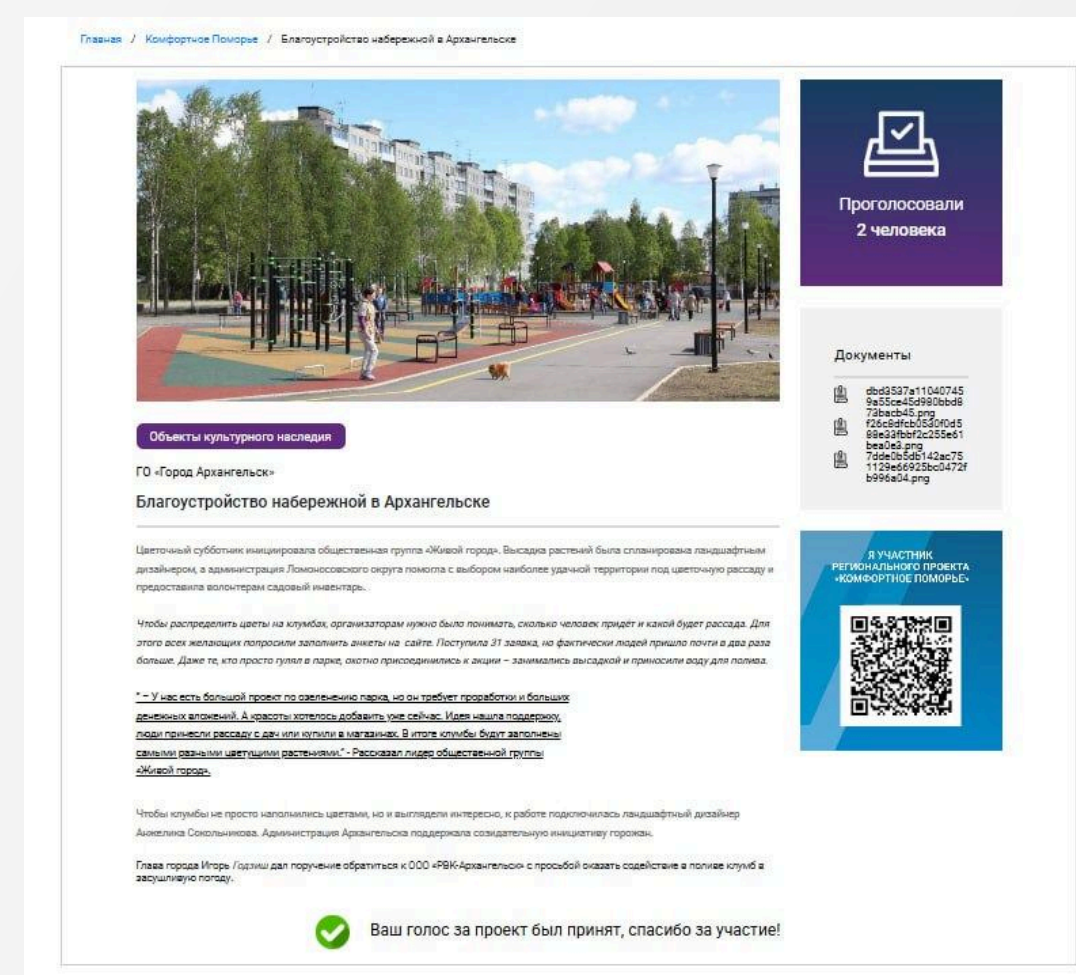 Главная / Комфортное Поморье / Благоустройство набережной в Архангельске
Проголосовали
2 человека
Документы
dbd3537a11040745
9a55ce45d980bbd8
73bacb45.png
f26c8dfcb0530f0d5
88e33fbbf2c255e61
bea0e3.png
7dde0b5db142ac75
1129e66925bc0472f
b996a04.png
Я УЧАСТНИК
РЕГИОНАЛЬНОГО ПРОЕКТА
«КОМФОРТНОЕ ПОМОРЬЕ»
Объекты культурного наследия
ГО «Город Архангельск»
Благоустройство набережной в Архангельске
Цветочный субботник инициировала общественная группа «Живой город». Высадка растений была спланирована ландшафтным
дизайнером, а администрация Ломоносовского округа помогла с выбором наиболее удачной территории под цветочную рассаду и
предоставила волонтерам садовый инвентарь.
Чтобы распределить цветы на клумбах, организаторам нужно было понимать, сколько человек придёт и какой будет рассада. Для
этого всех желающих попросили заполнить анкеты на сайте. Поступила 31 заявка, но фактически людей пришло почти в два раза
больше. Даже те, кто просто гулял в парке, охотно присоединились к акции – занимались высадкой и приносили воду для полива.
" – У нас есть большой проект по озеленению парка, но он требует проработки и больших
денежных вложений. А красоты хотелось добавить уже сейчас. Идея нашла поддержку,
люди принесли рассаду с дач или купили в магазинах. В итоге клумбы будут заполнены
самыми разными цветущими растениями." - Рассказал лидер общественной группы
«Живой город».
Чтобы клумбы не просто наполнились цветами, но и выглядели интересно, к работе подключилась ландшафтный дизайнер
Анжелика Сокольникова. Администрация Архангельска поддержала созидательную инициативу горожан.
Глава города Игорь Годзиш дал поручение обратиться к ООО «РВК-Архангельск» с просьбой оказать содействие в поливе клумб в
засушливую погоду.
Ваш голос за проект был принят, спасибо за участие!